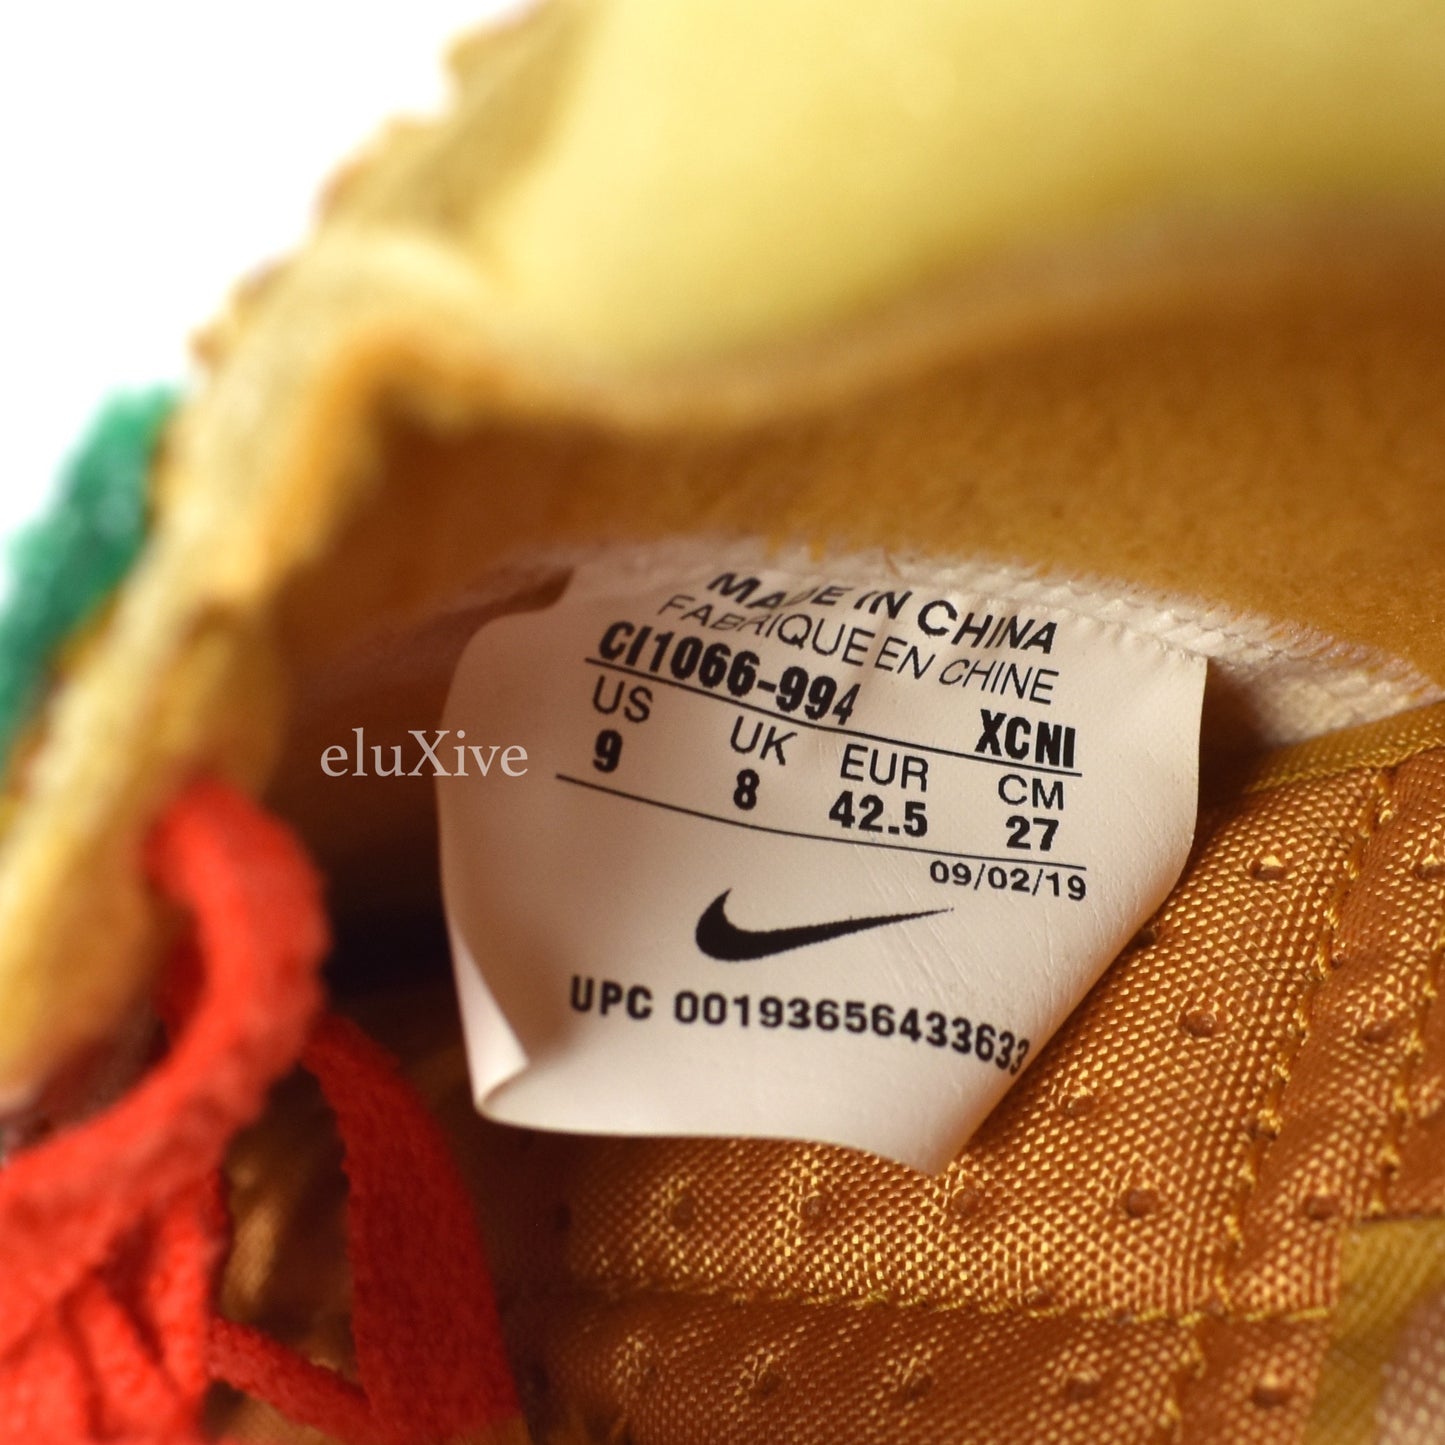 MADE IN CHINA
FABRIQUE EN CHINE
CI1066-994 XCNI
US UK EUR CM
9 8 42.5 27
09/02/19
UPC 00193656433633
eluXive